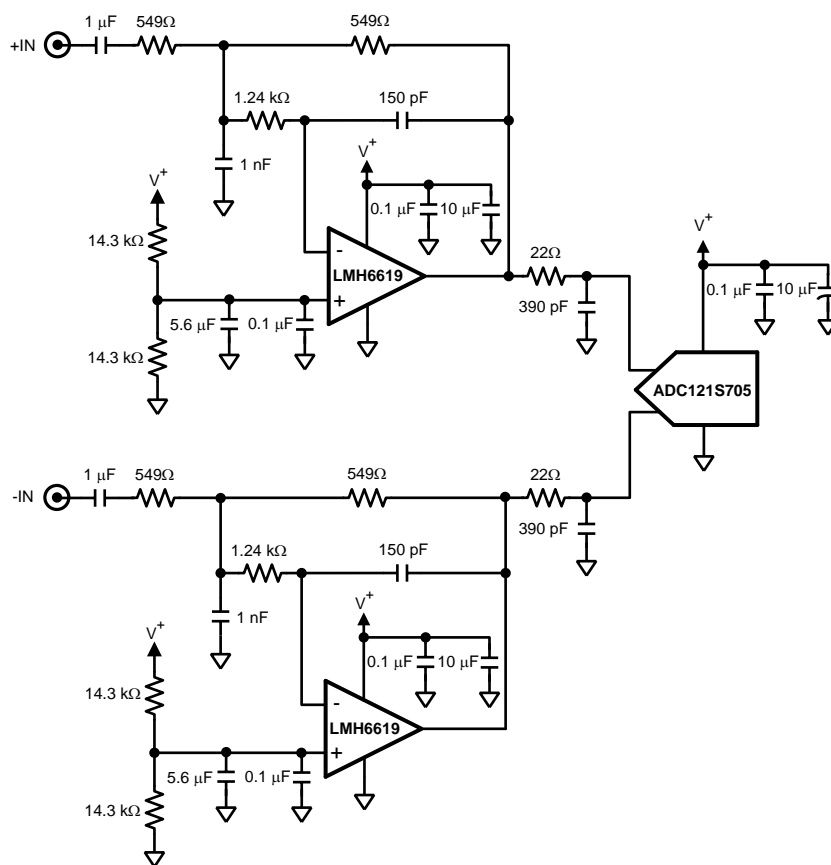 1 μF
549Ω
549Ω
+IN
1.24 kΩ
150 pF
1 nF
V+
V+
0.1 μF
10 μF
14.3 kΩ
-
LMH6619
+
22Ω
V+
0.1 μF
10 μF
5.6 μF
0.1 μF
390 pF
14.3 kΩ
ADC121S705
1 μF
549Ω
549Ω
22Ω
-IN
390 pF
1.24 kΩ
150 pF
1 nF
V+
V+
0.1 μF
10 μF
14.3 kΩ
-
LMH6619
+
5.6 μF
0.1 μF
14.3 kΩ